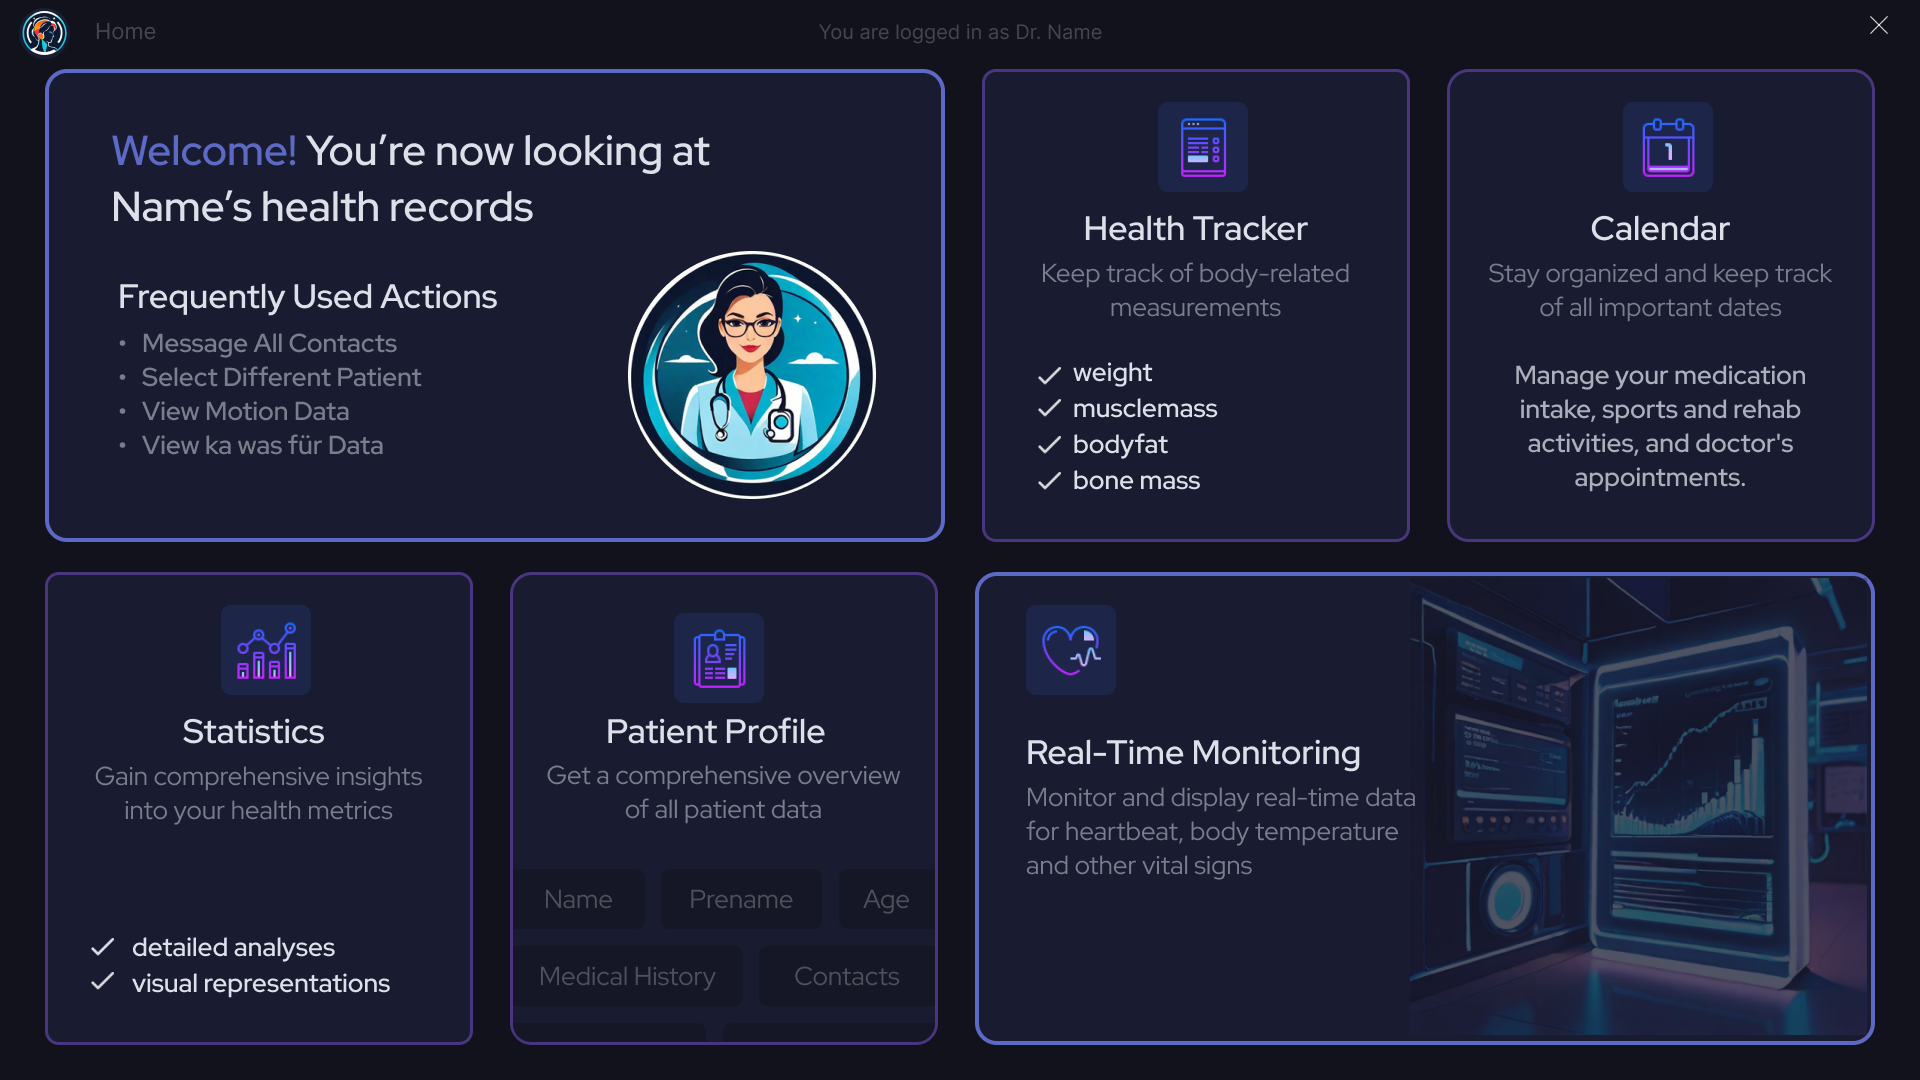 Home
You are logged in as Dr. Name
Welcome! You're now looking at
Name's health records
Frequently Used Actions
• Message All Contacts
• Select Different Patient
• View Motion Data
• View ka was für Data
Health Tracker
Keep track of body-related
measurements
weight
musclemass
bodyfat
bone mass
1
Calendar
Stay organized and keep track
of all important dates
Manage your medication
intake, sports and rehab
activities, and doctor's
appointments.
Statistics
Gain comprehensive insights
into your health metrics
detailed analyses
visual representations
Patient Profile
Get a comprehensive overview
of all patient data
Name
Prename
Age
Medical History
Contacts
Real-Time Monitoring
Monitor and display real-time data
for heartbeat, body temperature
and other vital signs